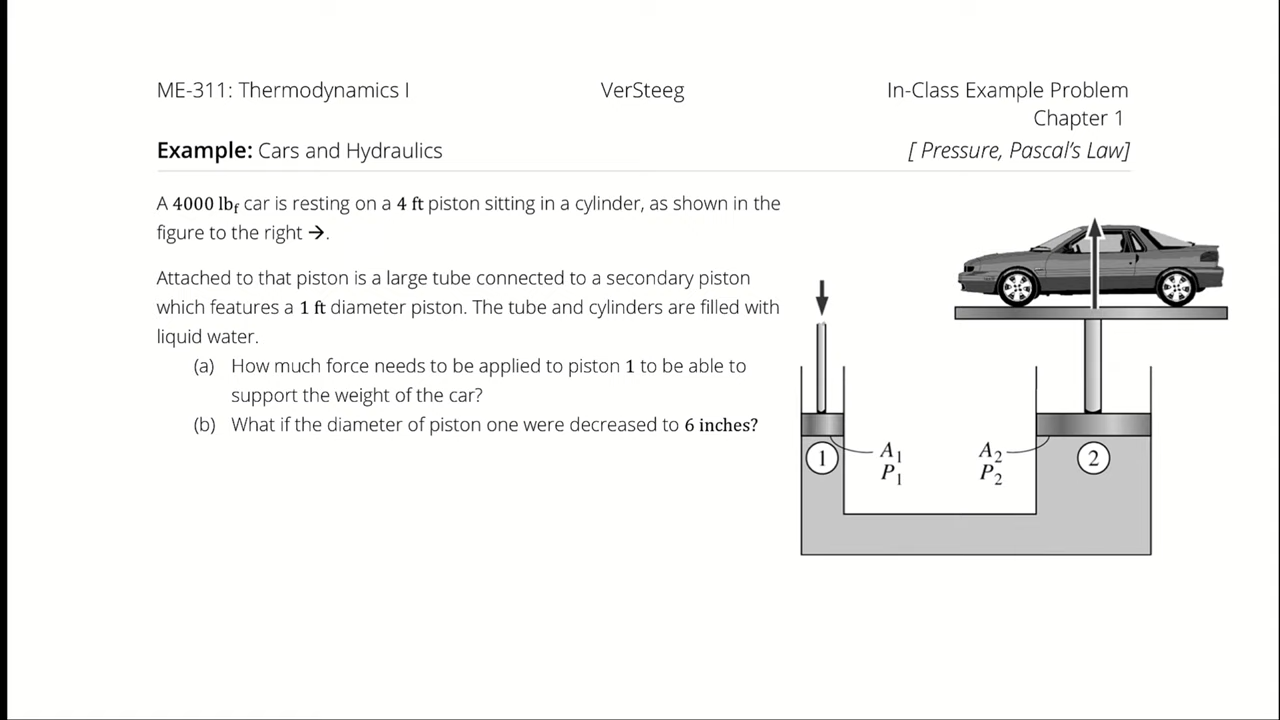 ME-311: Thermodynamics I VerSteeg In-Class Example Problem
Chapter 1
Example: Cars and Hydraulics [ Pressure, Pascal's Law]
A 4000 lbf car is resting on a 4 ft piston sitting in a cylinder, as shown in the
figure to the right →.
Attached to that piston is a large tube connected to a secondary piston
which features a 1 ft diameter piston. The tube and cylinders are filled with
liquid water.
(a) How much force needs to be applied to piston 1 to be able to
support the weight of the car?
(b) What if the diameter of piston one were decreased to 6 inches?
1 A1 A2 2
P1 P2